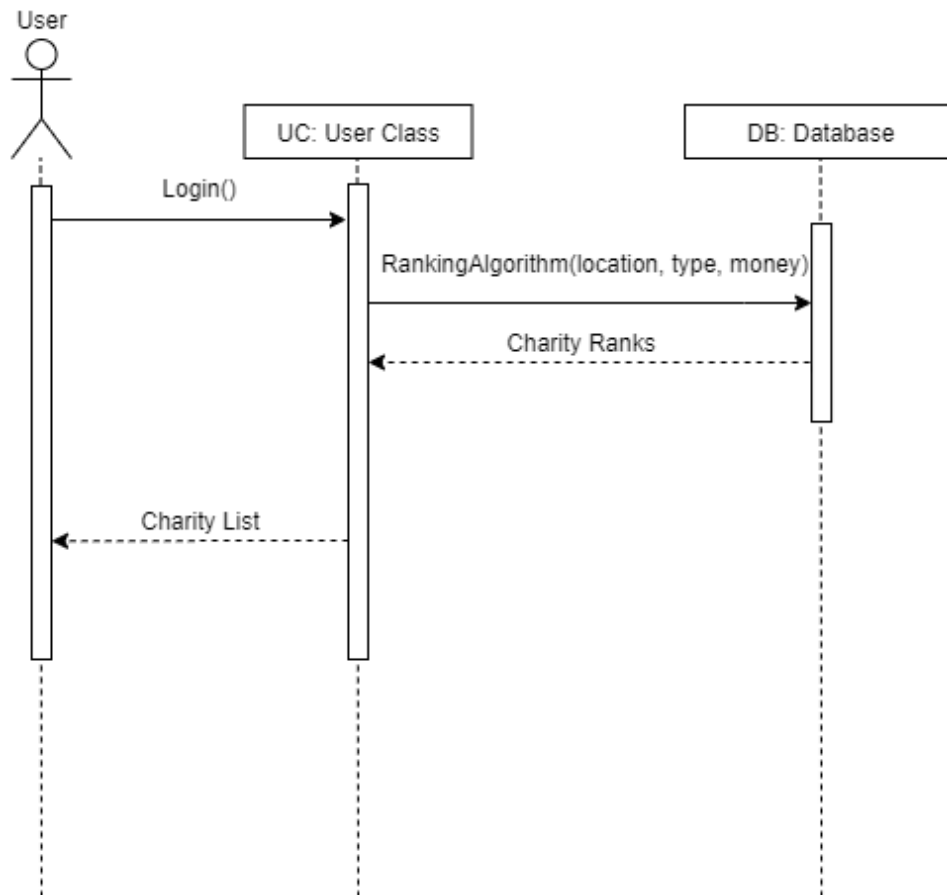 User
UC: User Class
DB: Database
Login()
RankingAlgorithm(location, type, money)
Charity Ranks
Charity List